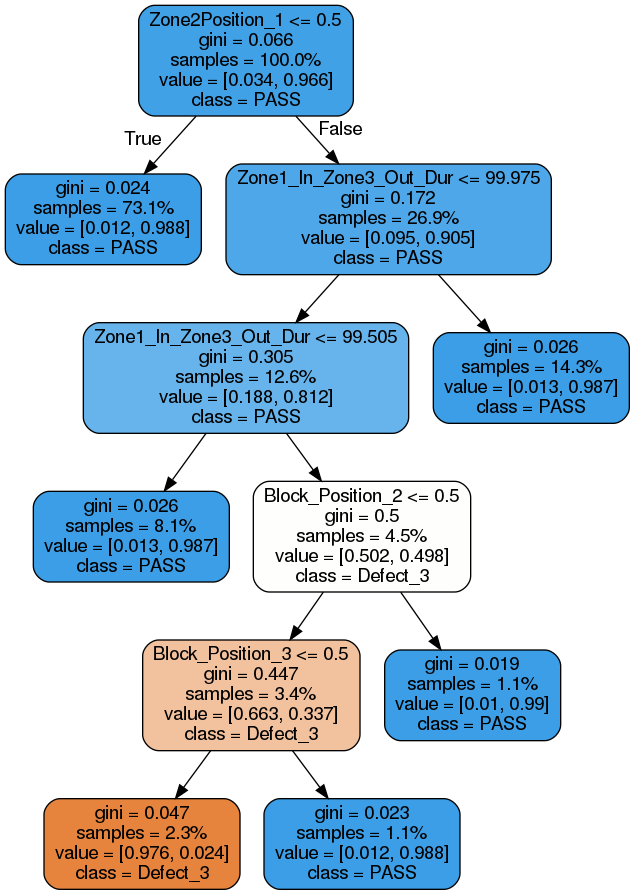 Zone2Position_1 <= 0.5
gini = 0.066
samples = 100.0%
value = [0.034, 0.966]
class = PASS
True
False
gini = 0.024
samples = 73.1%
value = [0.012, 0.988]
class = PASS
Zone1_In_Zone3_Out_Dur <= 99.975
gini = 0.172
samples = 26.9%
value = [0.095, 0.905]
class = PASS
Zone1_In_Zone3_Out_Dur <= 99.505
gini = 0.305
samples = 12.6%
value = [0.188, 0.812]
class = PASS
gini = 0.026
samples = 14.3%
value = [0.013, 0.987]
class = PASS
gini = 0.026
samples = 8.1%
value = [0.013, 0.987]
class = PASS
Block_Position_2 <= 0.5
gini = 0.5
samples = 4.5%
value = [0.502, 0.498]
class = Defect_3
Block_Position_3 <= 0.5
gini = 0.447
samples = 3.4%
value = [0.663, 0.337]
class = Defect_3
gini = 0.019
samples = 1.1%
value = [0.01, 0.99]
class = PASS
gini = 0.047
samples = 2.3%
value = [0.976, 0.024]
class = Defect_3
gini = 0.023
samples = 1.1%
value = [0.012, 0.988]
class = PASS